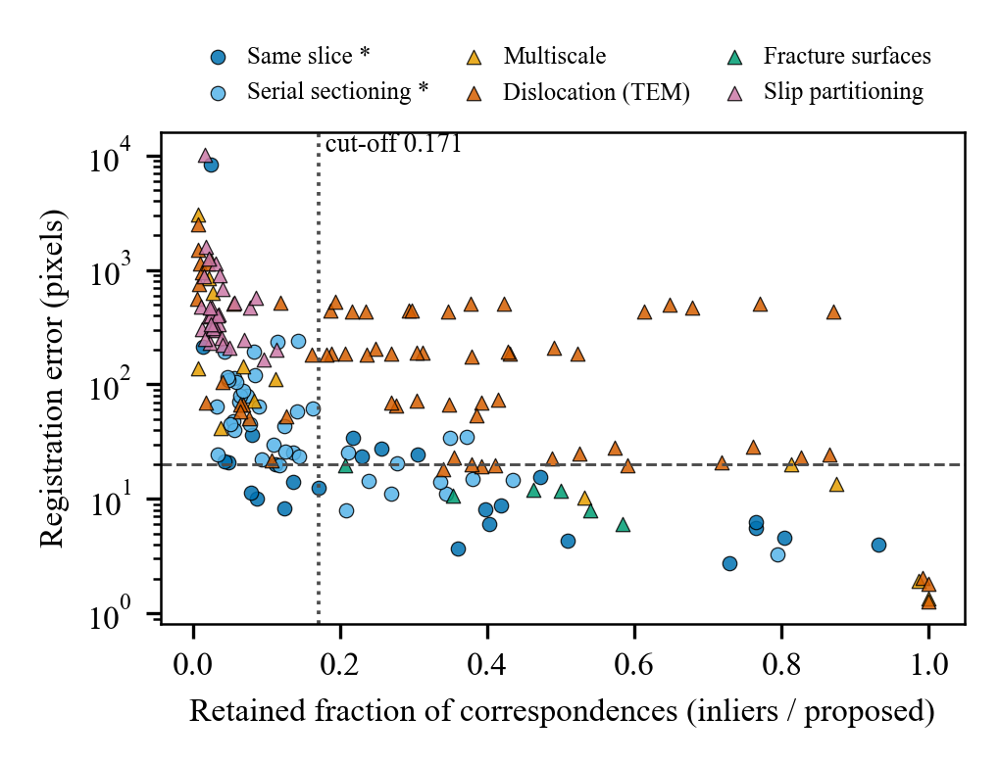 Same slice * Multiscale Fracture surfaces
Serial sectioning * Dislocation (TEM) Slip partitioning
cut-off 0.171
10^4
10^3
10^2
10^1
10^0
Registration error (pixels)
0.0 0.2 0.4 0.6 0.8 1.0
Retained fraction of correspondences (inliers / proposed)